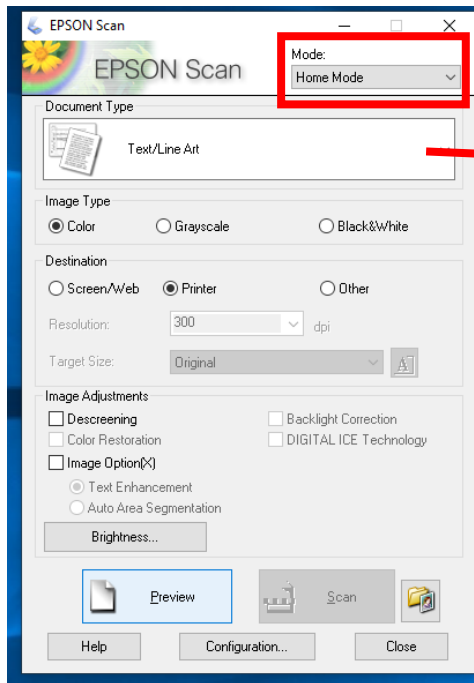 EPSON Scan
EPSON Scan
Mode:
Home Mode
Document Type
Text/Line Art
Image Type
Color Grayscale Black&White
Destination
Screen/Web Printer Other
Resolution: 300 dpi
Target Size: Original A
Image Adjustments
Descreening Backlight Correction
Color Restoration DIGITAL ICE Technology
Image Option(X)
Text Enhancement
Auto Area Segmentation
Brightness...
Preview Scan
Help Configuration... Close